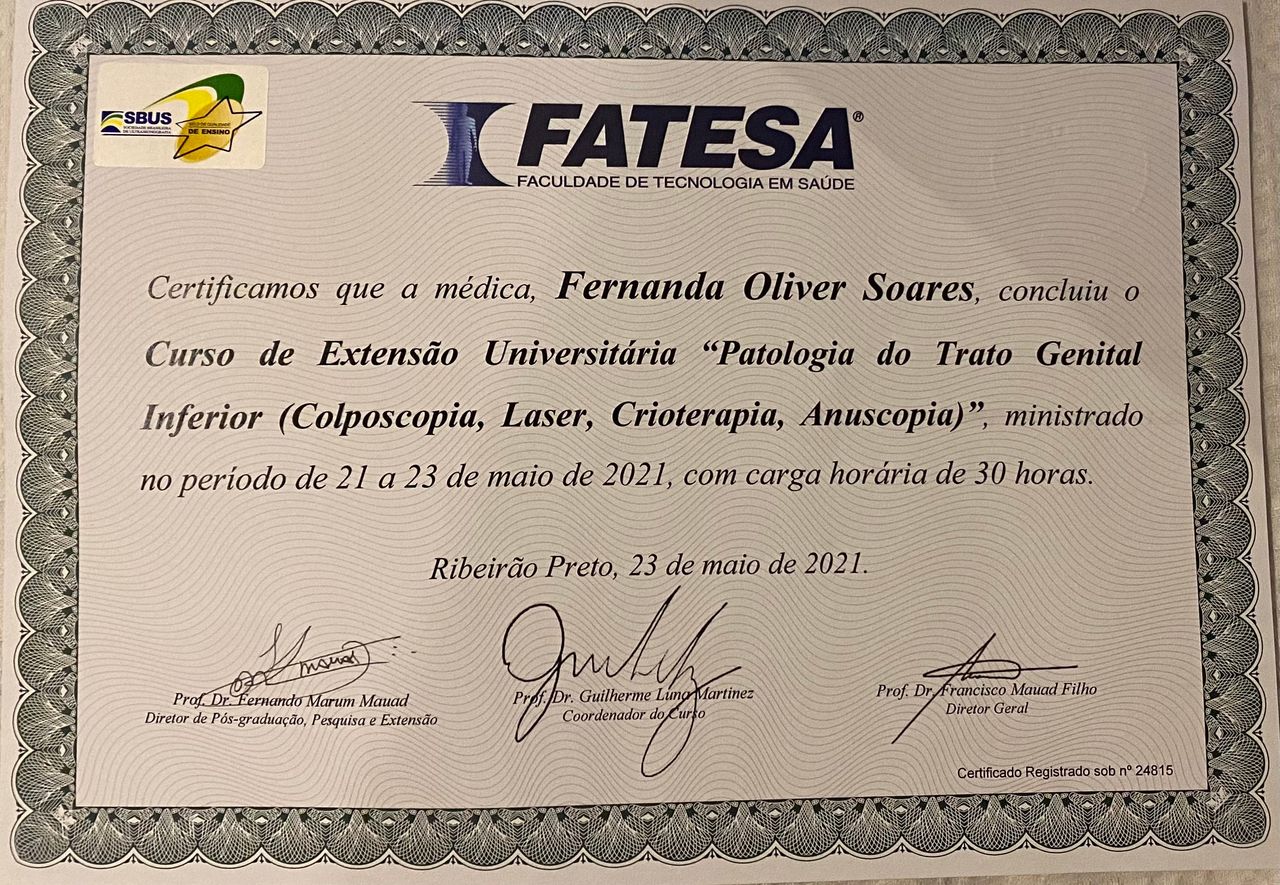 SBUS
SOCIEDADE BRASILEIRA
DE ULTRASSONOGRAFIA
SELO DE QUALIDADE
DE ENSINO
FATESA®
FACULDADE DE TECNOLOGIA EM SAÚDE
Certificamos que a médica, Fernanda Oliver Soares, concluiu o
Curso de Extensão Universitária “Patologia do Trato Genital
Inferior (Colposcopia, Laser, Crioterapia, Anuscopia)”, ministrado
no período de 21 a 23 de maio de 2021, com carga horária de 30 horas.
Ribeirão Preto, 23 de maio de 2021.
Prof. Dr. Fernando Marum Mauad
Diretor de Pós-graduação, Pesquisa e Extensão
Prof. Dr. Guilherme Luna Martinez
Coordenador do Curso
Prof. Dr. Francisco Mauad Filho
Diretor Geral
Certificado Registrado sob nº 24815